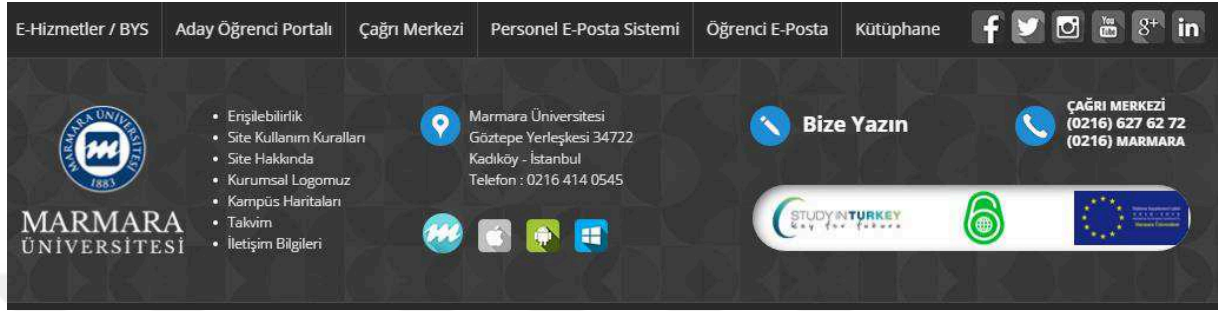 E-Hizmetler / BYS
Aday Öğrenci Portalı
Çağrı Merkezi
Personel E-Posta Sistemi
Öğrenci E-Posta
Kütüphane
f
You
Tube
g+
in
MARMARA ÜNİVERSİTESİ
m
1883
MARMARA
ÜNİVERSİTESİ
• Erişilebilirlik
• Site Kullanım Kuralları
• Site Hakkında
• Kurumsal Logomuz
• Kampüs Haritaları
• Takvim
• İletişim Bilgileri
Marmara Üniversitesi
Göztepe Yerleşkesi 34722
Kadıköy - İstanbul
Telefon : 0216 414 0545
m
Bize Yazın
ÇAĞRI MERKEZİ
(0216) 627 62 72
(0216) MARMARA
STUDY IN TURKEY
key for future